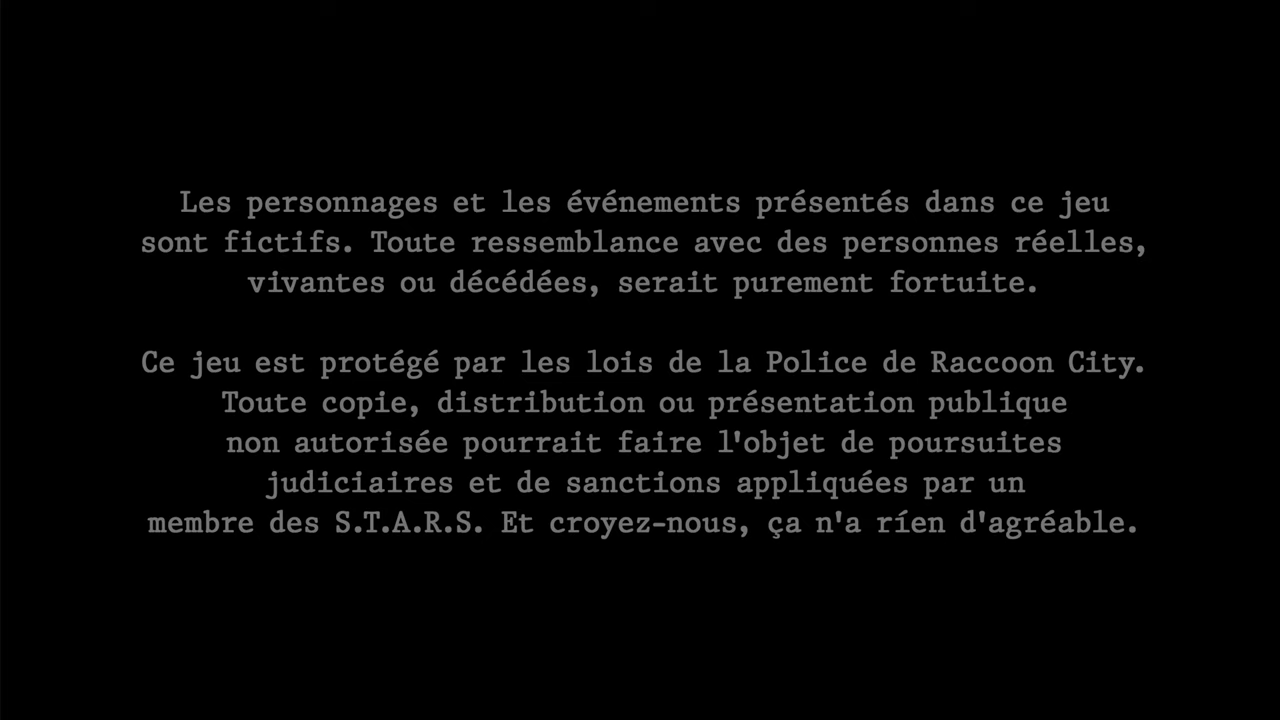 Les personnages et les événements présentés dans ce jeu
sont fictifs. Toute ressemblance avec des personnes réelles,
vivantes ou décédées, serait purement fortuite.
Ce jeu est protégé par les lois de la Police de Raccoon City.
Toute copie, distribution ou présentation publique
non autorisée pourrait faire l'objet de poursuites
judiciaires et de sanctions appliquées par un
membre des S.T.A.R.S. Et croyez-nous, ça n'a ríen d'agréable.